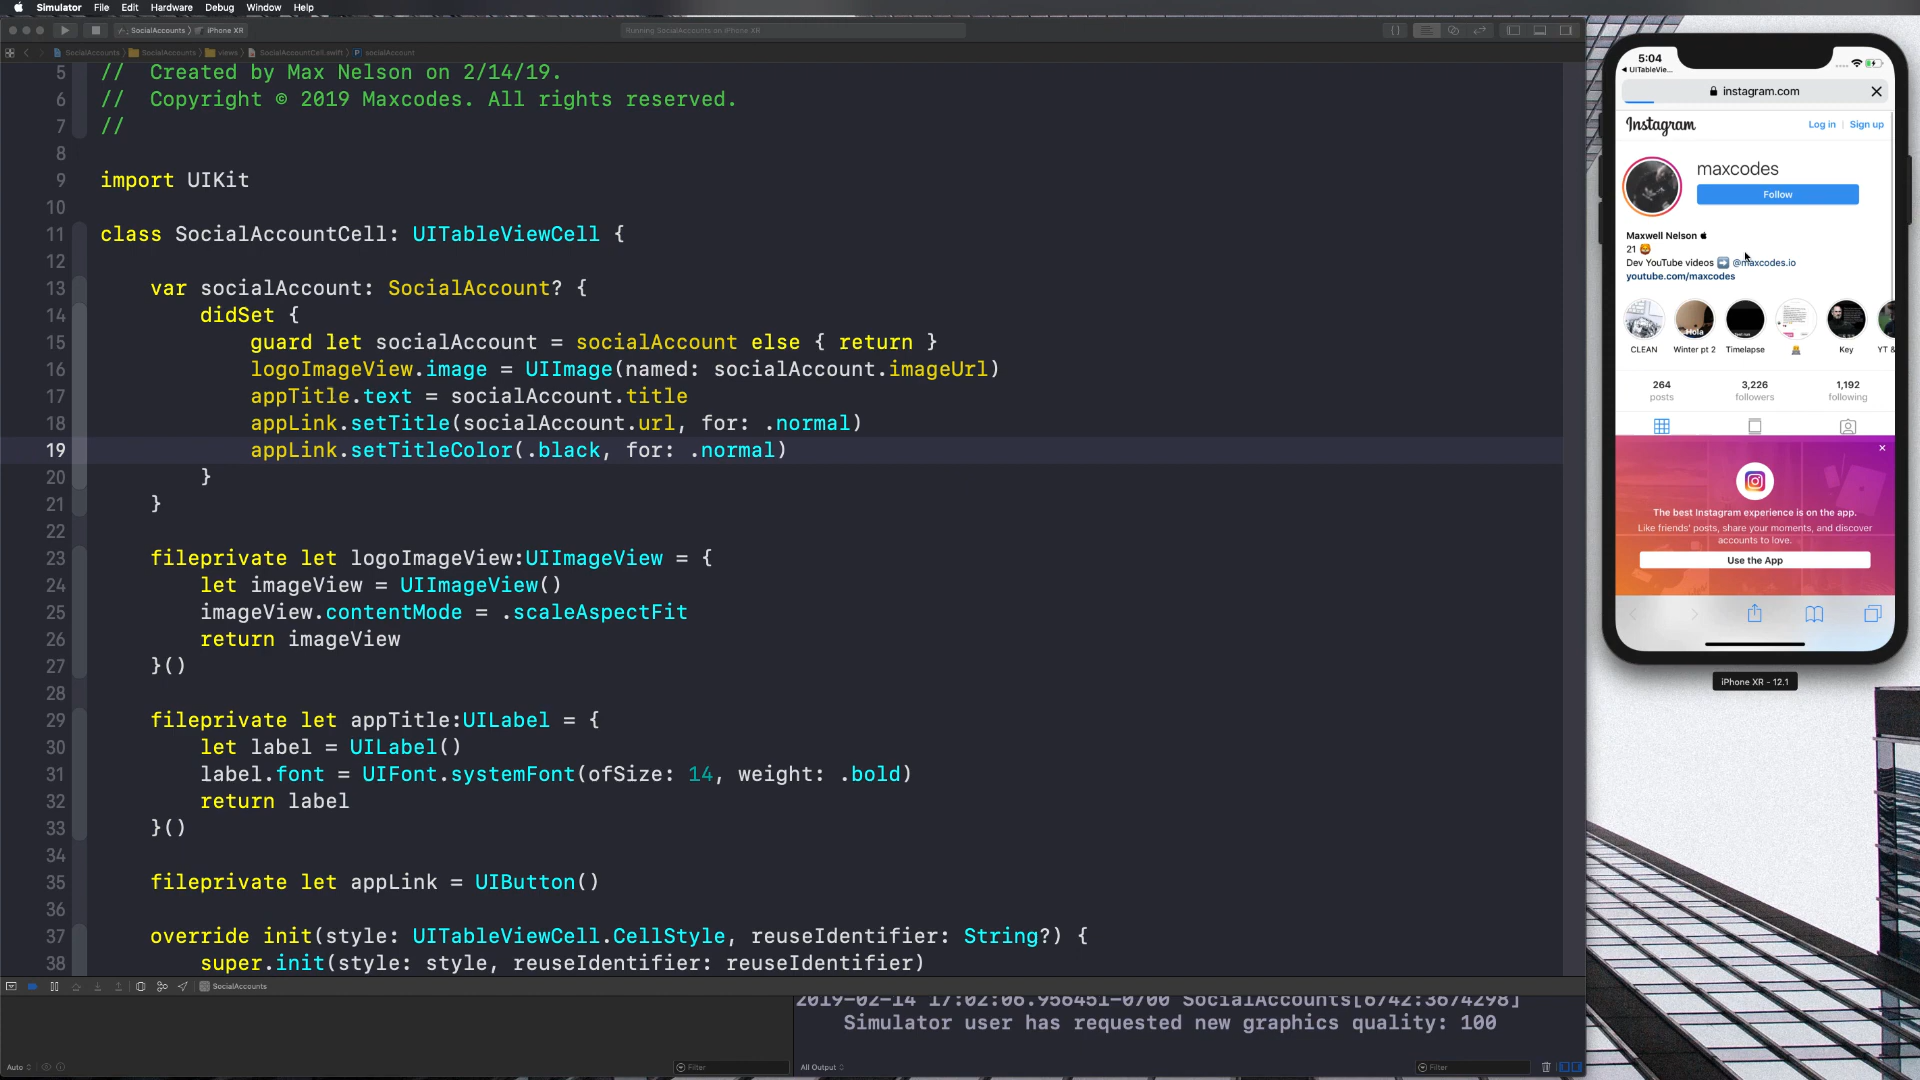 Simulator File Edit Hardware Debug Window Help
SocialAccounts › iPhone XR
Running SocialAccounts on iPhone XR
SocialAccounts › SocialAccounts › views › SocialAccountCell.swift › P socialAccount
5 //  Created by Max Nelson on 2/14/19.
6 //  Copyright © 2019 Maxcodes. All rights reserved.
7 //
8
9 import UIKit
10
11 class SocialAccountCell: UITableViewCell {
12
13     var socialAccount: SocialAccount? {
14         didSet {
15             guard let socialAccount = socialAccount else { return }
16             logoImageView.image = UIImage(named: socialAccount.imageUrl)
17             appTitle.text = socialAccount.title
18             appLink.setTitle(socialAccount.url, for: .normal)
19             appLink.setTitleColor(.black, for: .normal)
20         }
21     }
22
23     fileprivate let logoImageView:UIImageView = {
24         let imageView = UIImageView()
25         imageView.contentMode = .scaleAspectFit
26         return imageView
27     }()
28
29     fileprivate let appTitle:UILabel = {
30         let label = UILabel()
31         label.font = UIFont.systemFont(ofSize: 14, weight: .bold)
32         return label
33     }()
34
35     fileprivate let appLink = UIButton()
36
37     override init(style: UITableViewCell.CellStyle, reuseIdentifier: String?) {
38         super.init(style: style, reuseIdentifier: reuseIdentifier)
SocialAccounts
2019-02-14 17:02:06.956451-0700 SocialAccounts[6742:3674298]
Simulator user has requested new graphics quality: 100
Auto
Filter
All Output
Filter
5:04
UITableVie...
instagram.com
Instagram
Log in | Sign up
maxcodes
Follow
Maxwell Nelson
21
Dev YouTube videos ➡️ @maxcodes.io
youtube.com/maxcodes
Hola
CLEAN Winter pt 2 Timelapse Key YT &
264 3,226 1,192
posts followers following
The best Instagram experience is on the app.
Like friends' posts, share your moments, and discover
accounts to love.
Use the App
iPhone XR - 12.1